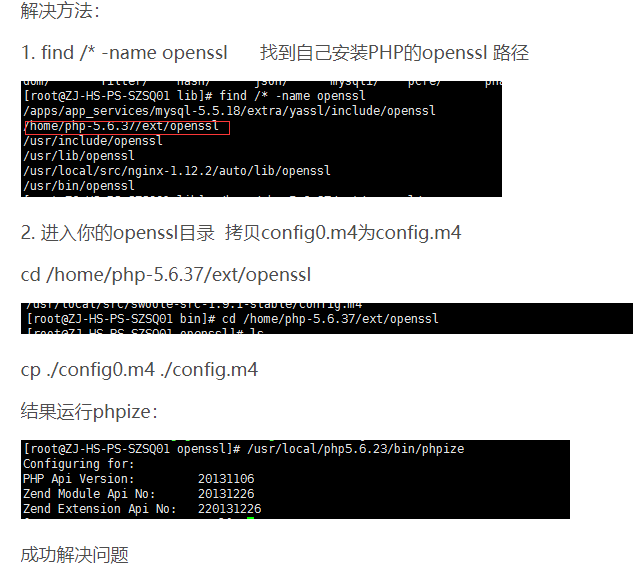 解决方法：
1. find /* -name openssl 找到自己安装PHP的openssl 路径
[root@ZJ-HS-PS-SZSQ01 lib]# find /* -name openssl
/apps/app_services/mysql-5.5.18/extra/yassl/include/openssl
/home/php-5.6.37/ext/openssl
/usr/include/openssl
/usr/lib/openssl
/usr/local/src/nginx-1.12.2/auto/lib/openssl
/usr/bin/openssl
2. 进入你的openssl目录 拷贝config0.m4为config.m4
cd /home/php-5.6.37/ext/openssl
/usr/local/src/swoole-src-1.9.1-stable/config.m4
[root@ZJ-HS-PS-SZSQ01 bin]# cd /home/php-5.6.37/ext/openssl
[root@ZJ-HS-PS-SZSQ01 openssl]# ls
cp ./config0.m4 ./config.m4
结果运行phpize：
[root@ZJ-HS-PS-SZSQ01 openssl]# /usr/local/php5.6.23/bin/phpize
Configuring for:
PHP Api Version: 20131106
Zend Module Api No: 20131226
Zend Extension Api No: 220131226
成功解决问题